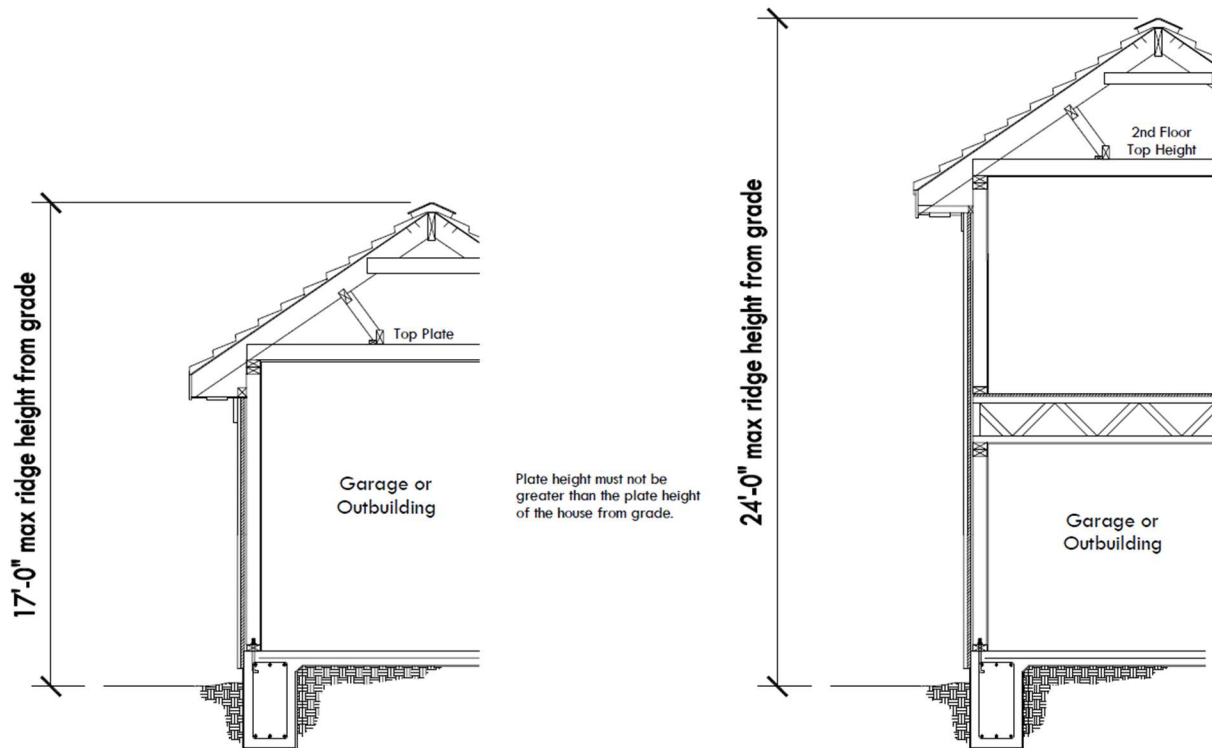 17'-0" max ridge height from grade
Top Plate
Garage or
Outbuilding
Plate height must not be
greater than the plate height
of the house from grade.
24'-0" max ridge height from grade
2nd Floor
Top Height
Garage or
Outbuilding